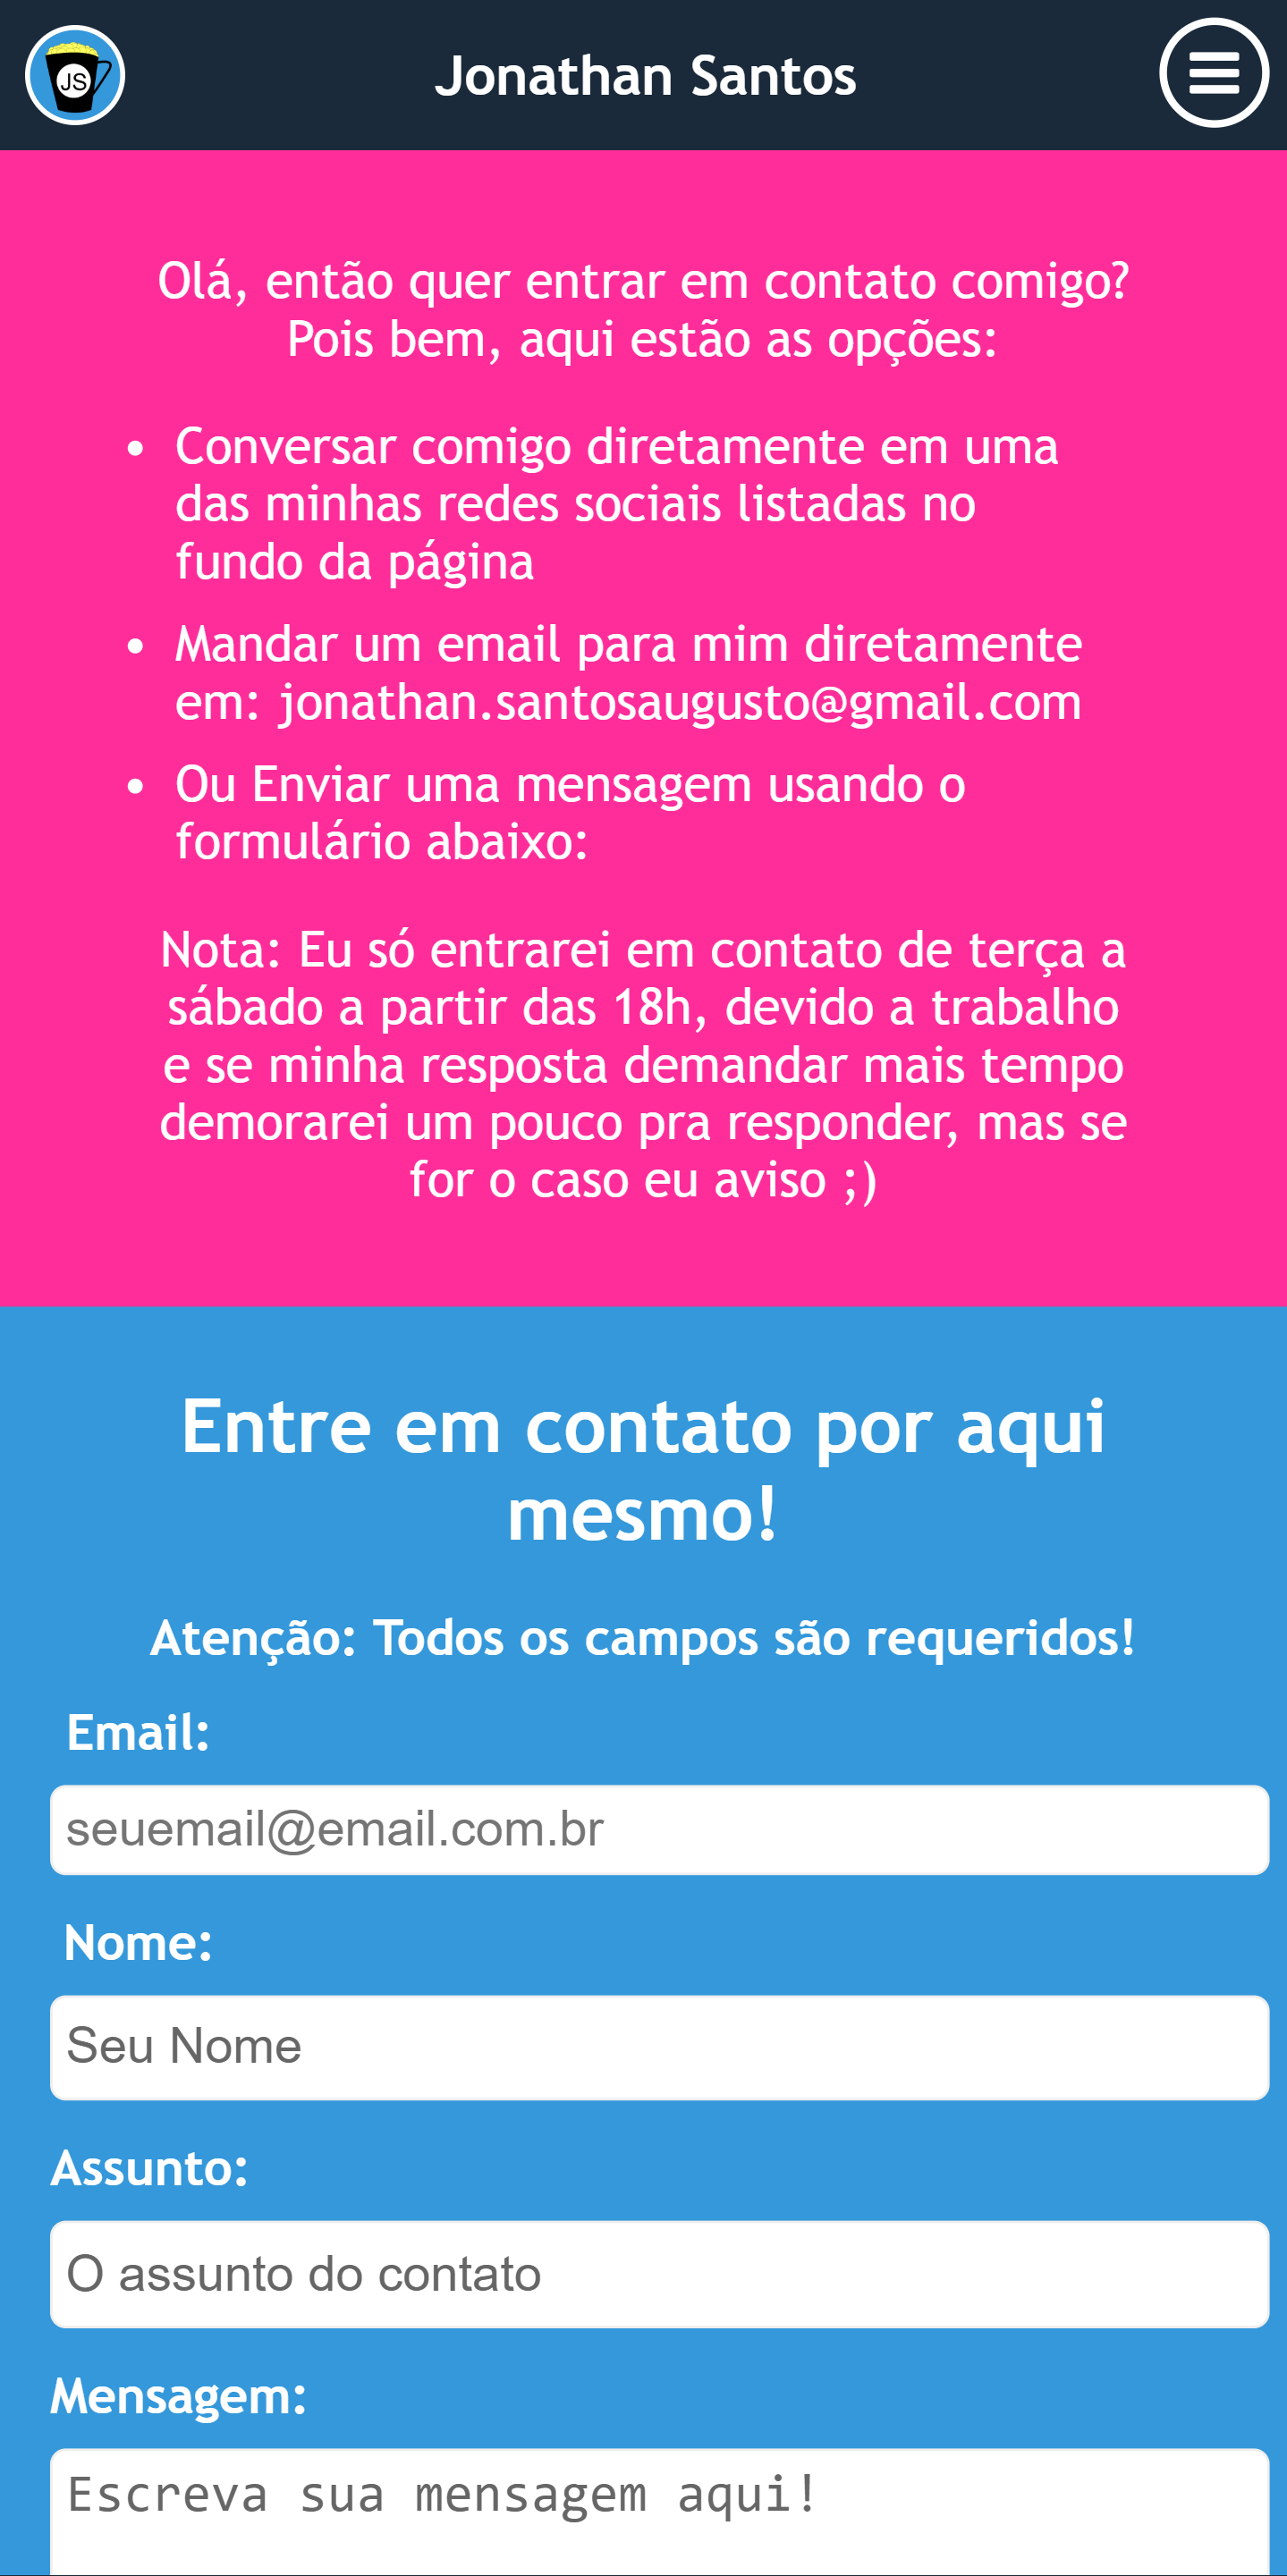 JS
Jonathan Santos
Olá, então quer entrar em contato comigo?
Pois bem, aqui estão as opções:
• Conversar comigo diretamente em uma
das minhas redes sociais listadas no
fundo da página
• Mandar um email para mim diretamente
em: jonathan.santosaugusto@gmail.com
• Ou Enviar uma mensagem usando o
formulário abaixo:
Nota: Eu só entrarei em contato de terça a
sábado a partir das 18h, devido a trabalho
e se minha resposta demandar mais tempo
demorarei um pouco pra responder, mas se
for o caso eu aviso ;)
Entre em contato por aqui
mesmo!
Atenção: Todos os campos são requeridos!
Email:
seuemail@email.com.br
Nome:
Seu Nome
Assunto:
O assunto do contato
Mensagem:
Escreva sua mensagem aqui!